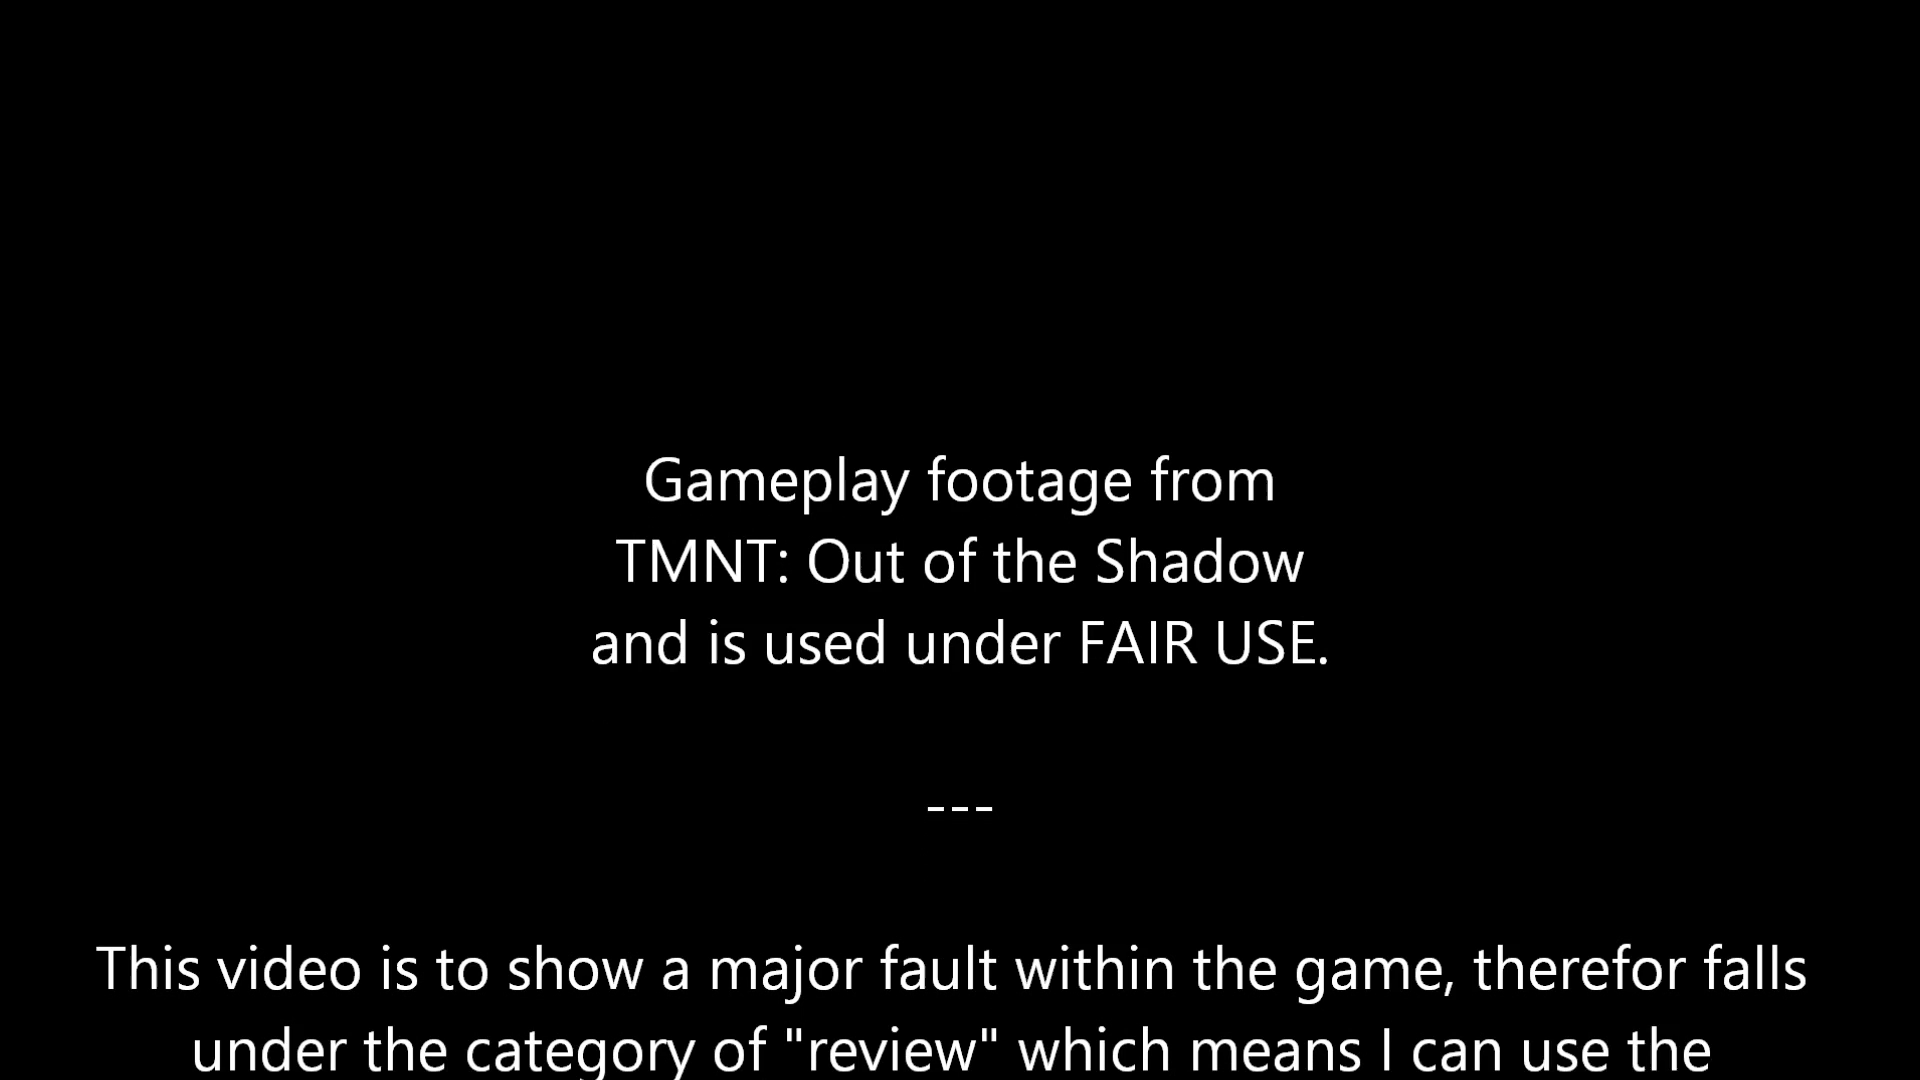 Gameplay footage from
TMNT: Out of the Shadow
and is used under FAIR USE.
---
This video is to show a major fault within the game, therefor falls
under the category of "review" which means I can use the